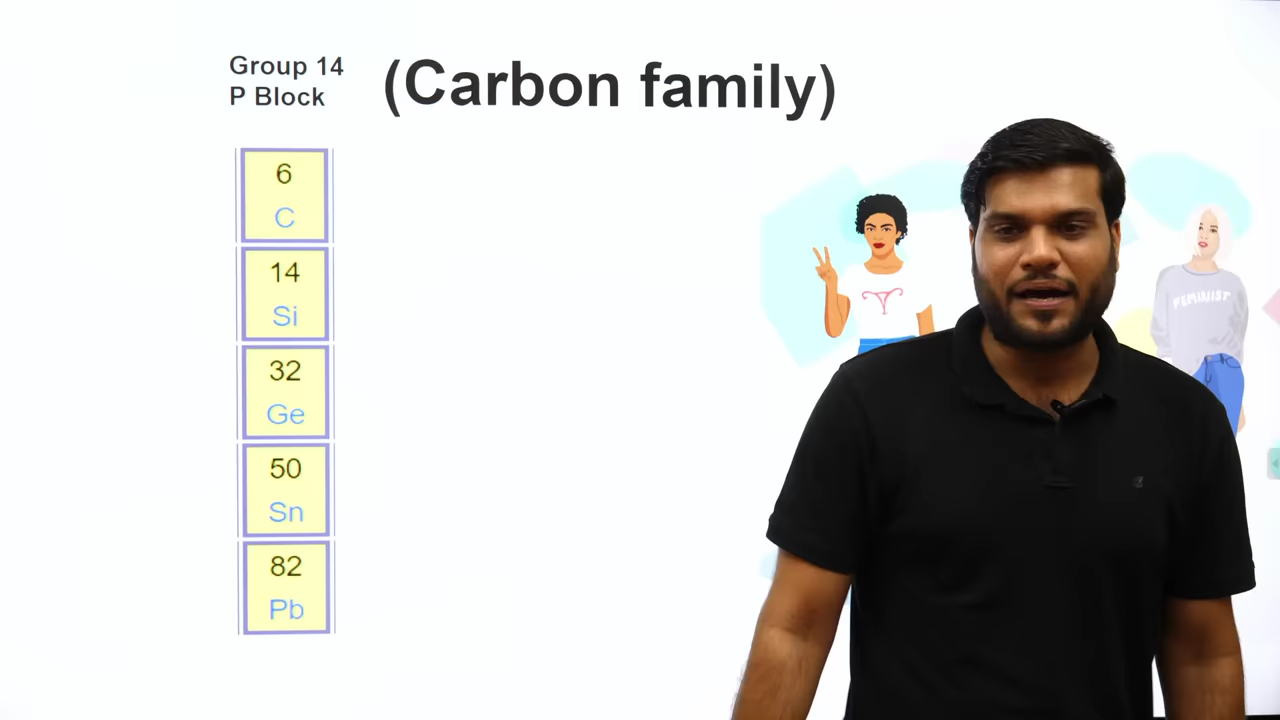 Group 14
P Block
(Carbon family)
6
C
14
Si
32
Ge
50
Sn
82
Pb
FEMINIST